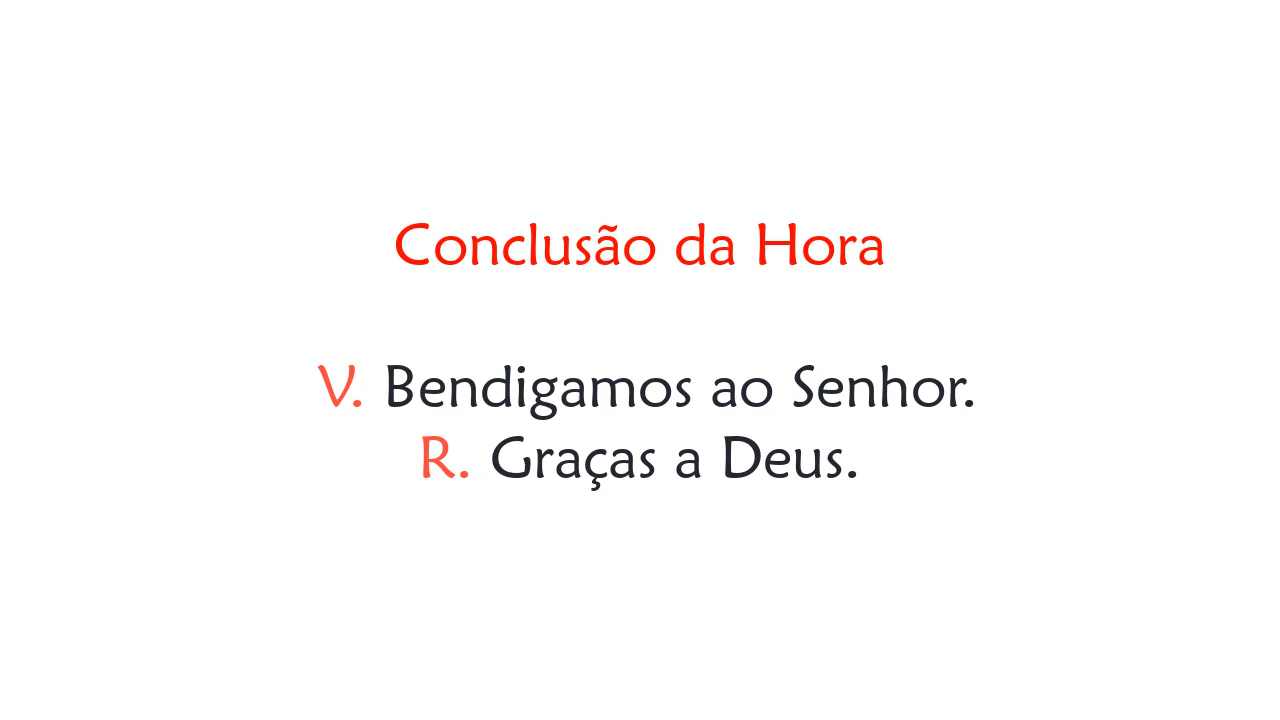 Conclusão da Hora
V. Bendigamos ao Senhor.
R. Graças a Deus.